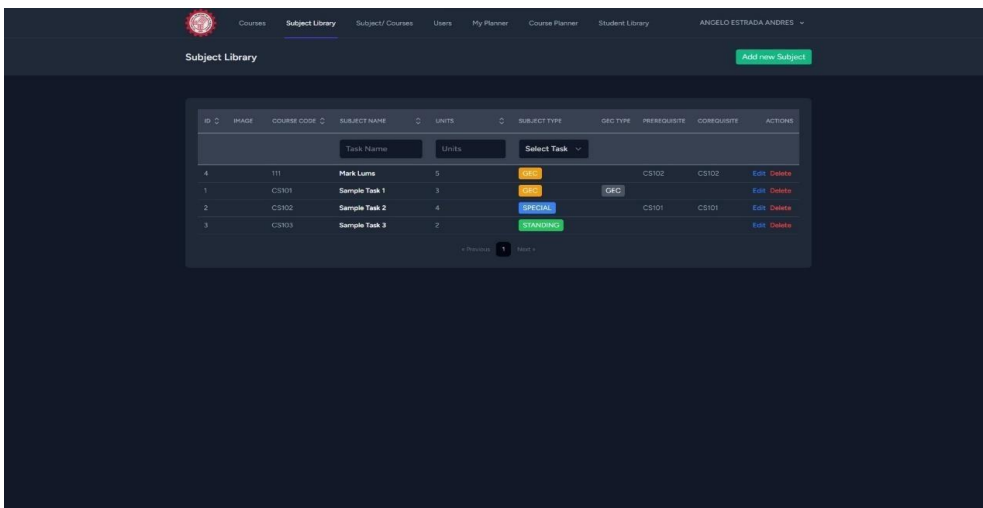 Courses Subject Library Subject/ Courses Users My Planner Course Planner Student Library ANGELO ESTRADA ANDRES
Subject Library Add new Subject
ID IMAGE COURSE CODE SUBJECT NAME UNITS SUBJECT TYPE GEC TYPE PREREQUISITE COREQUISITE ACTIONS
Task Name Units Select Task
4 111 Mark Lums 5 GEC CS102 CS102 Edit Delete
1 CS101 Sample Task 1 3 GEC GEC Edit Delete
2 CS102 Sample Task 2 4 SPECIAL CS101 CS101 Edit Delete
3 CS103 Sample Task 3 2 STANDING Edit Delete
« Previous 1 Next »